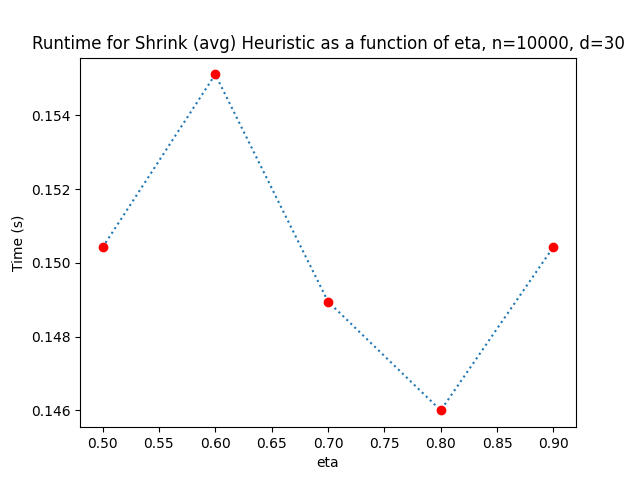 Runtime for Shrink (avg) Heuristic as a function of eta, n=10000, d=30
0.154
0.152
0.150
0.148
0.146
Time (s)
0.50 0.55 0.60 0.65 0.70 0.75 0.80 0.85 0.90
eta